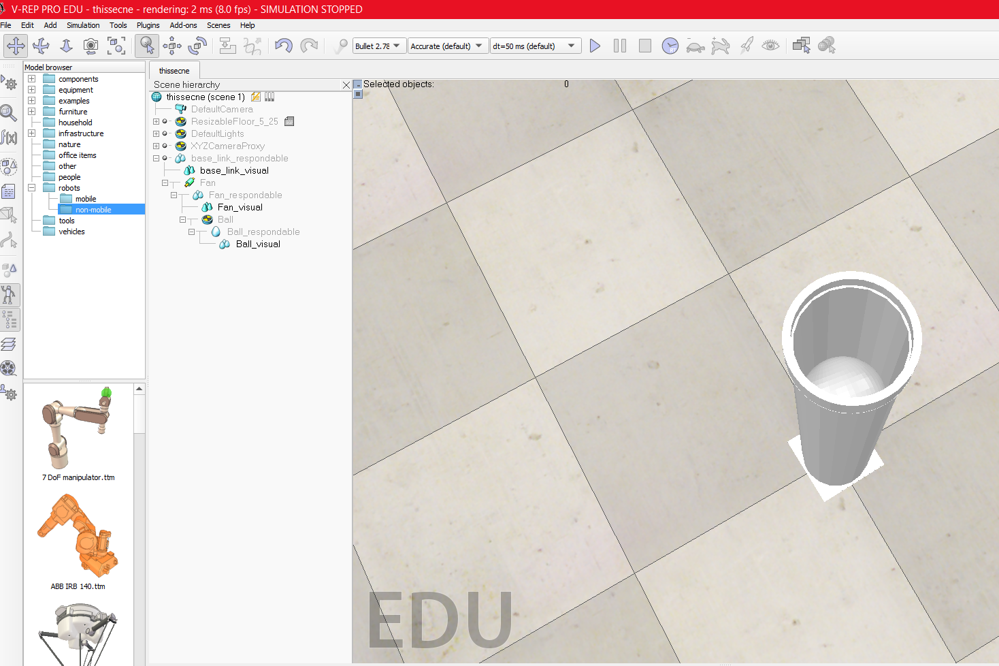 V-REP PRO EDU - thissecne - rendering: 2 ms (8.0 fps) - SIMULATION STOPPED
File Edit Add Simulation Tools Plugins Add-ons Scenes Help
Bullet 2.78 Accurate (default) dt=50 ms (default)
RT
Model browser
components
equipment
examples
furniture
household
infrastructure
nature
office items
other
people
robots
mobile
non-mobile
tools
vehicles
7 DoF manipulator.ttm
ABB IRB 140.ttm
f(x)
thissecne
Scene hierarchy
thissecne (scene 1)
DefaultCamera
ResizableFloor_5_25
DefaultLights
XYZCameraProxy
base_link_respondable
base_link_visual
Fan
Fan_respondable
Fan_visual
Ball
Ball_respondable
Ball_visual
Selected objects: 0
EDU